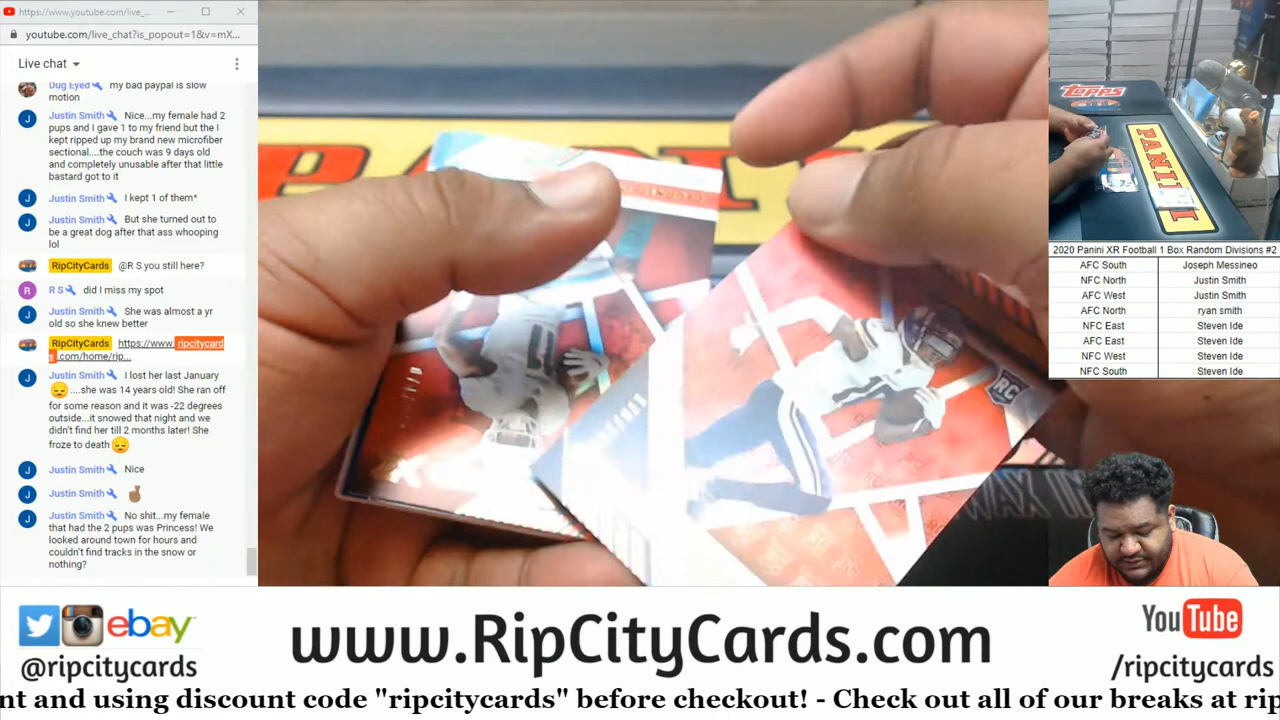 https://www.youtube.com/live_...
youtube.com/live_chat?is_popout=1&v=mX...
Live chat
Dug Eyed my bad paypal is slow
motion
Justin Smith Nice...my female had 2
pups and I gave 1 to my friend but the I
kept ripped up my brand new microfiber
sectional....the couch was 9 days old
and completely unusable after that little
bastard got to it
Justin Smith I kept 1 of them*
Justin Smith But she turned out to
be a great dog after that ass whooping
lol
RipCityCards @R S you still here?
R S did I miss my spot
Justin Smith She was almost a yr
old so she knew better
RipCityCards https://www.ripcitycard
s.com/home/rip...
Justin Smith I lost her last January
....she was 14 years old! She ran off
for some reason and it was -22 degrees
outside...it snowed that night and we
didn't find her till 2 months later! She
froze to death
Justin Smith Nice
Justin Smith
Justin Smith No shit...my female
that had the 2 pups was Princess! We
looked around town for hours and
couldn't find tracks in the snow or
nothing?
RC
WAX
Topps
PANINI
2020 Panini XR Football 1 Box Random Divisions #2
AFC South Joseph Messineo
NFC North Justin Smith
AFC West Justin Smith
AFC North ryan smith
NFC East Steven Ide
AFC East Steven Ide
NFC West Steven Ide
NFC South Steven Ide
ebay
@ripcitycards
www.RipCityCards.com
YouTube
/ripcitycards
nt and using discount code "ripcitycards" before checkout! - Check out all of our breaks at rip